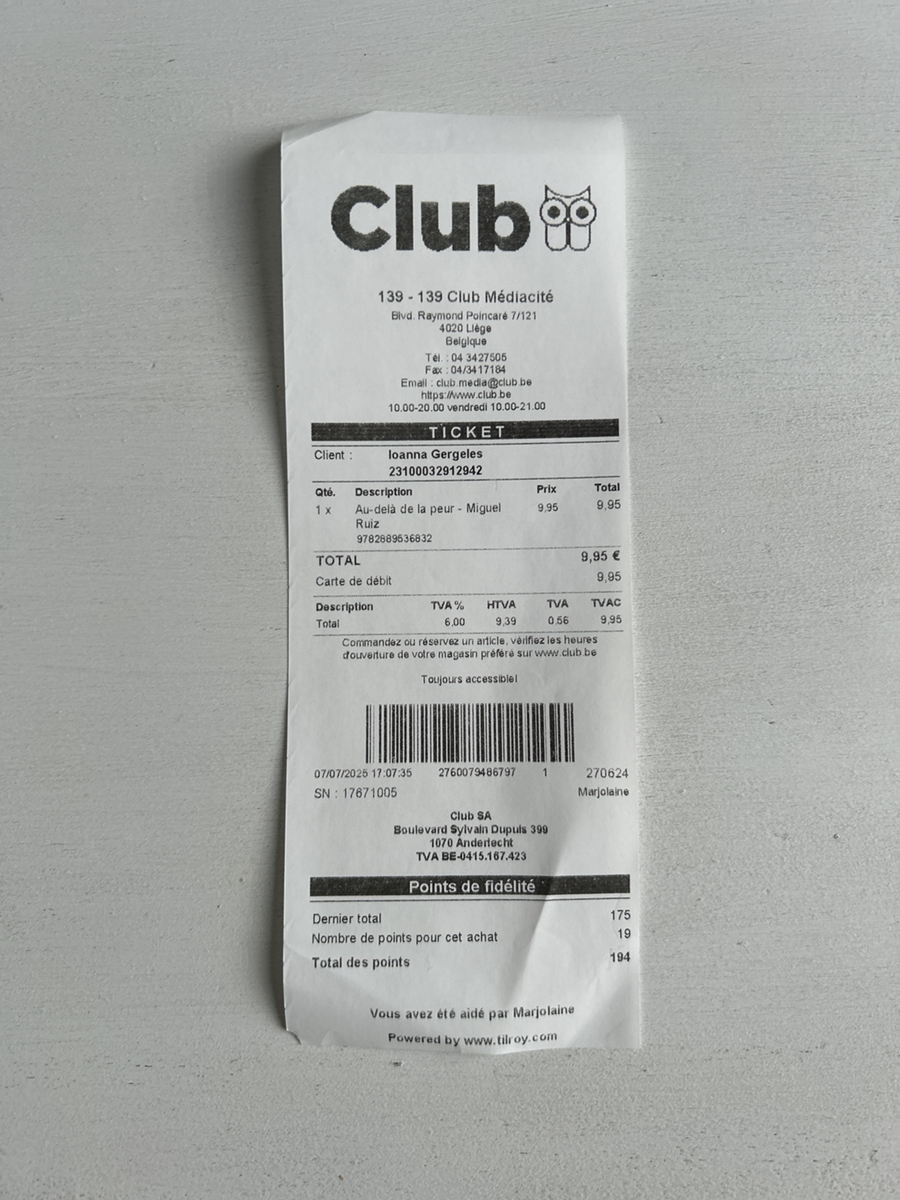 Club
139 - 139 Club Médiacité
Blvd. Raymond Poincaré 7/121
4020 Liège
Belgique
Tél. : 04 3427506
Fax : 04/3417184
Email : club.media@club.be
https://www.club.be
10.00-20.00 vendredi 10.00-21.00
TICKET
Client : Ioanna Gergeles
23100032912942
Qté. Description Prix Total
1 x Au-delà de la peur - Miguel 9,95 9,95
Ruiz
9782889536832
TOTAL 9,95 €
Carte de débit 9,95
Description TVA % HTVA TVA TVAC
Total 6,00 9,39 0,56 9,95
Commandez ou réservez un article, vérifiez les heures
d'ouverture de votre magasin préféré sur www.club.be
Toujours accessible!
07/07/2025 17:07:35 2760079486797 1 270624
SN : 17671005 Marjolaine
Club SA
Boulevard Sylvain Dupuis 399
1070 Anderlecht
TVA BE-0415.167.423
Points de fidélité
Dernier total 175
Nombre de points pour cet achat 19
Total des points 194
Vous avez été aidé par Marjolaine
Powered by www.tilroy.com